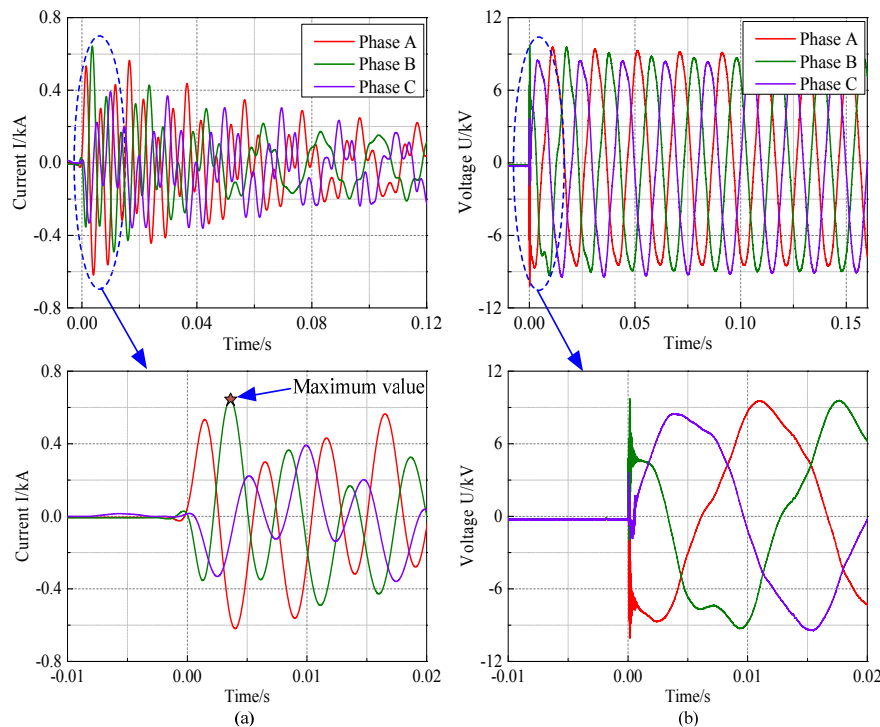 0.8
0.4
0.0
-0.4
-0.8
Current I/kA
Phase A
Phase B
Phase C
0.00
0.04
0.08
0.12
Time/s
12
6
0
-6
-12
Voltage U/kV
Phase A
Phase B
Phase C
0.00
0.05
0.10
0.15
Time/s
0.8
0.4
0.0
-0.4
-0.8
Current I/kA
Maximum value
-0.01
0.00
0.01
0.02
Time/s
(a)
12
6
0
-6
-12
Voltage U/kV
-0.01
0.00
0.01
0.02
Time/s
(b)